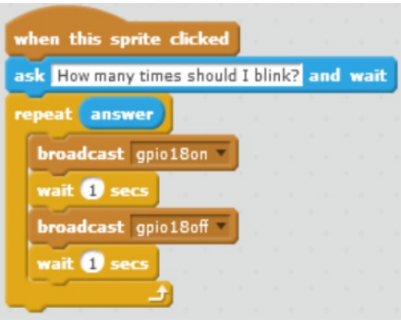 when this sprite clicked
ask How many times should I blink? and wait
repeat answer
broadcast gpio18on
wait 1 secs
broadcast gpio18off
wait 1 secs